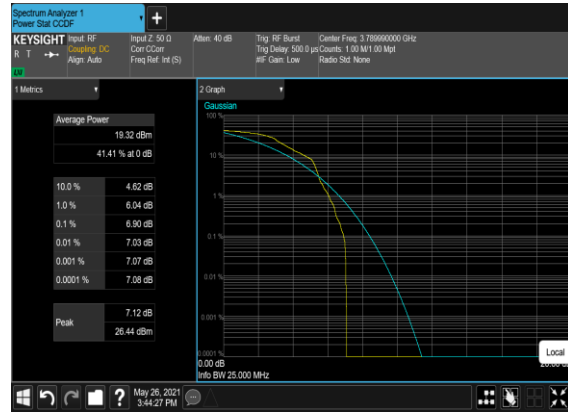 Spectrum Analyzer 1
Power Stat CCDF
+
KEYSIGHT
R T
LW
Input: RF
Coupling: DC
Align: Auto
Input Z: 50 Ω
Corr CCorr
Freq Ref: Int (S)
Atten: 40 dB
Trig: RF Burst
Trig Delay: 500.0 µs
#IF Gain: Low
Center Freq: 3.789990000 GHz
Counts: 1.00 M/1.00 Mpt
Radio Std: None
1 Metrics
Average Power
19.32 dBm
41.41 % at 0 dB
10.0 % 4.62 dB
1.0 % 6.04 dB
0.1 % 6.90 dB
0.01 % 7.03 dB
0.001 % 7.07 dB
0.0001 % 7.08 dB
Peak
7.12 dB
26.44 dBm
2 Graph
Gaussian
100 %
10 %
1 %
0.1 %
0.01 %
0.001 %
0.0001 %
0.00 dB
Info BW 25.000 MHz
Local
?
May 26, 2021
3:44:27 PM